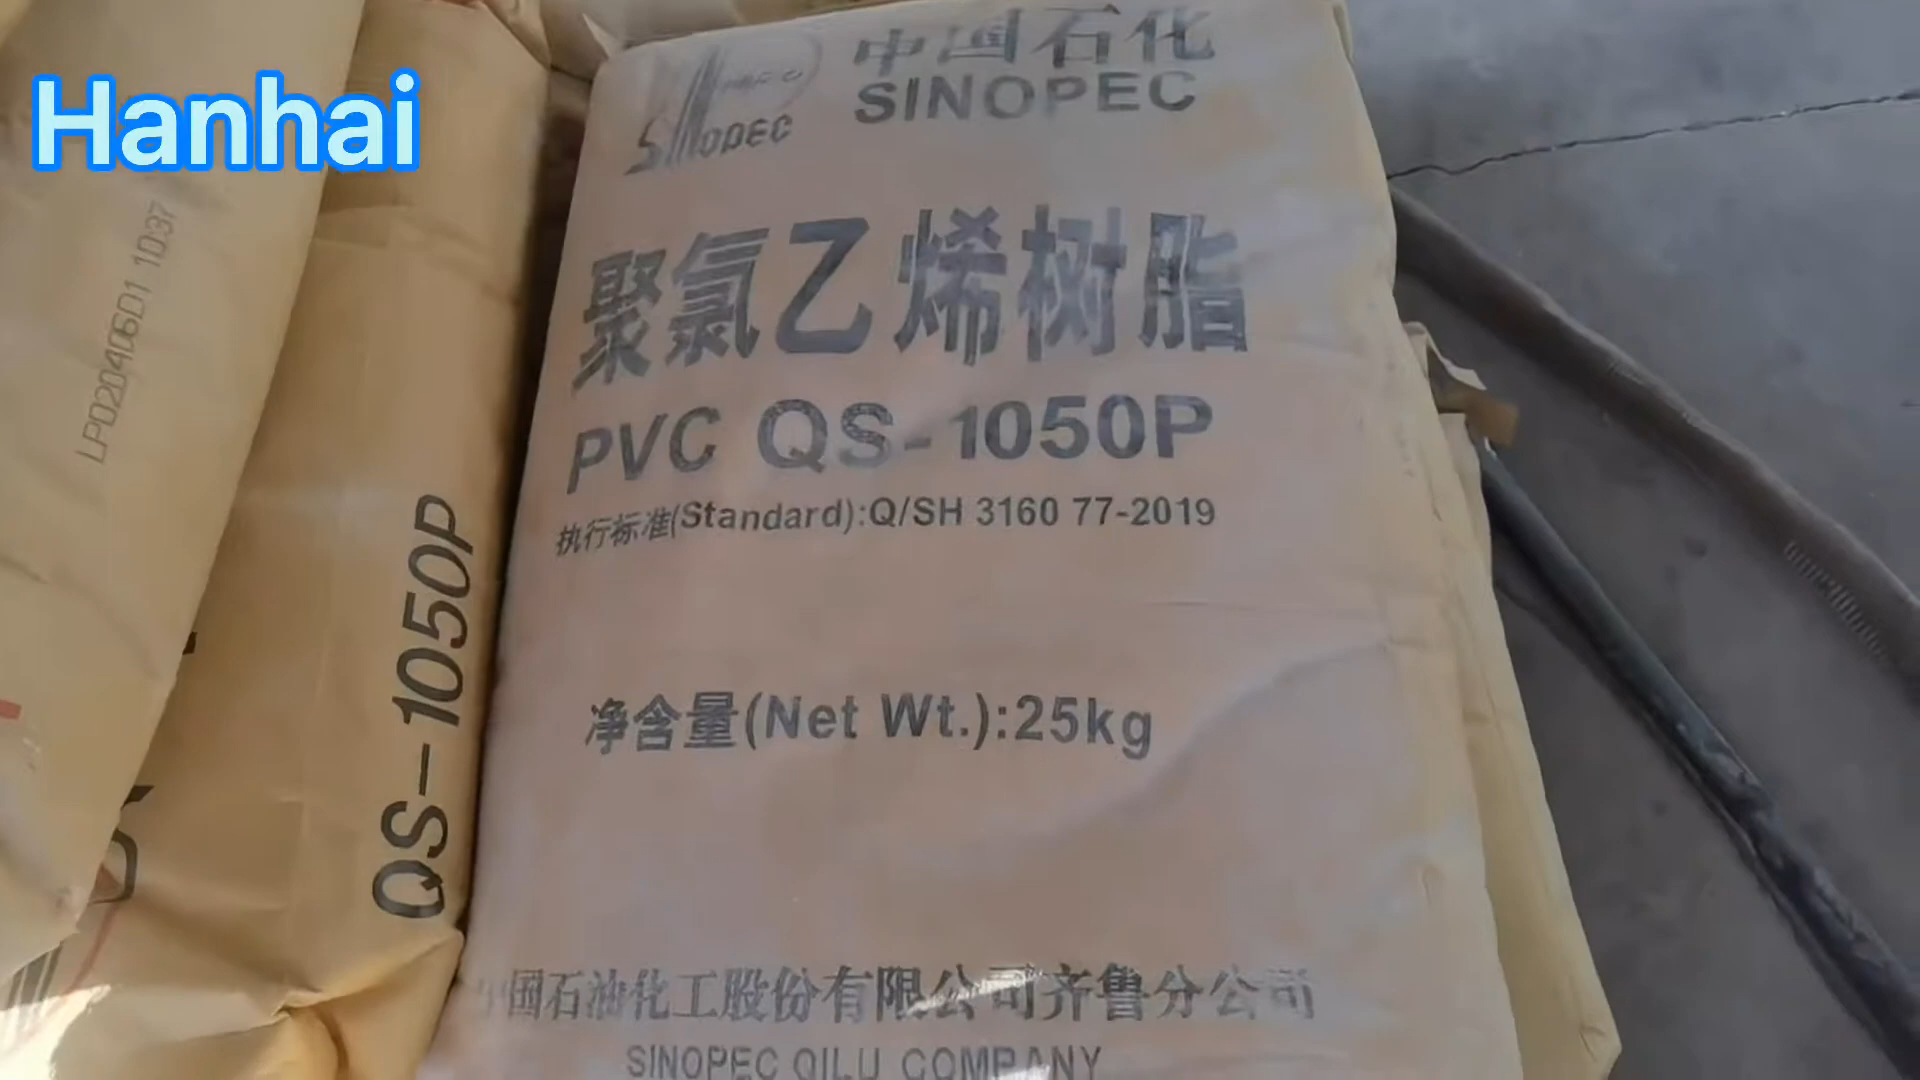 Hanhai
LPD204D6D1 1037
QS-1050P
SINOPEC
中国石化
SINOPEC
聚氯乙烯树脂
PVC QS-1050P
执行标准(Standard):Q/SH 3160 77-2019
净含量(Net Wt.):25kg
中国石油化工股份有限公司齐鲁分公司
SINOPEC QILU COMPANY